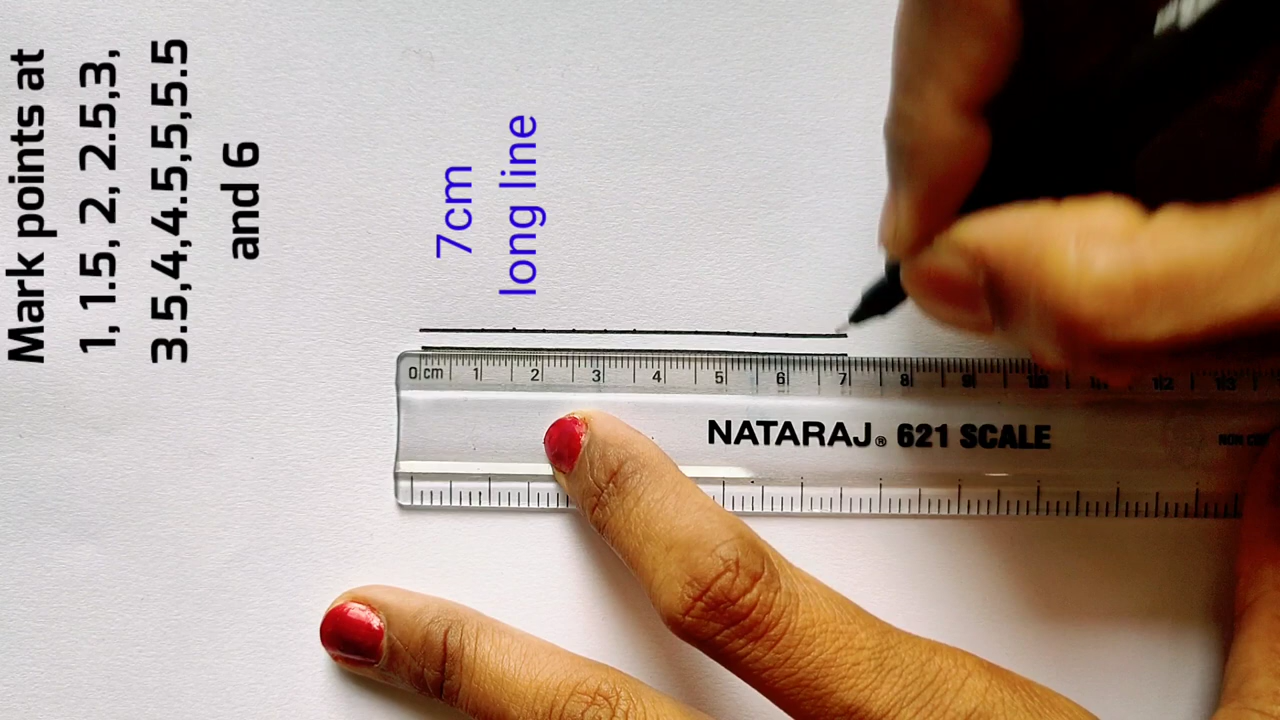 Mark points at
1, 1.5, 2, 2.5,3,
3.5,4,4.5,5,5.5
and 6
7cm
long line
0 cm 1 2 3 4 5 6 7 8 9 10 11 12 13
NATARAJ® 621 SCALE
NON